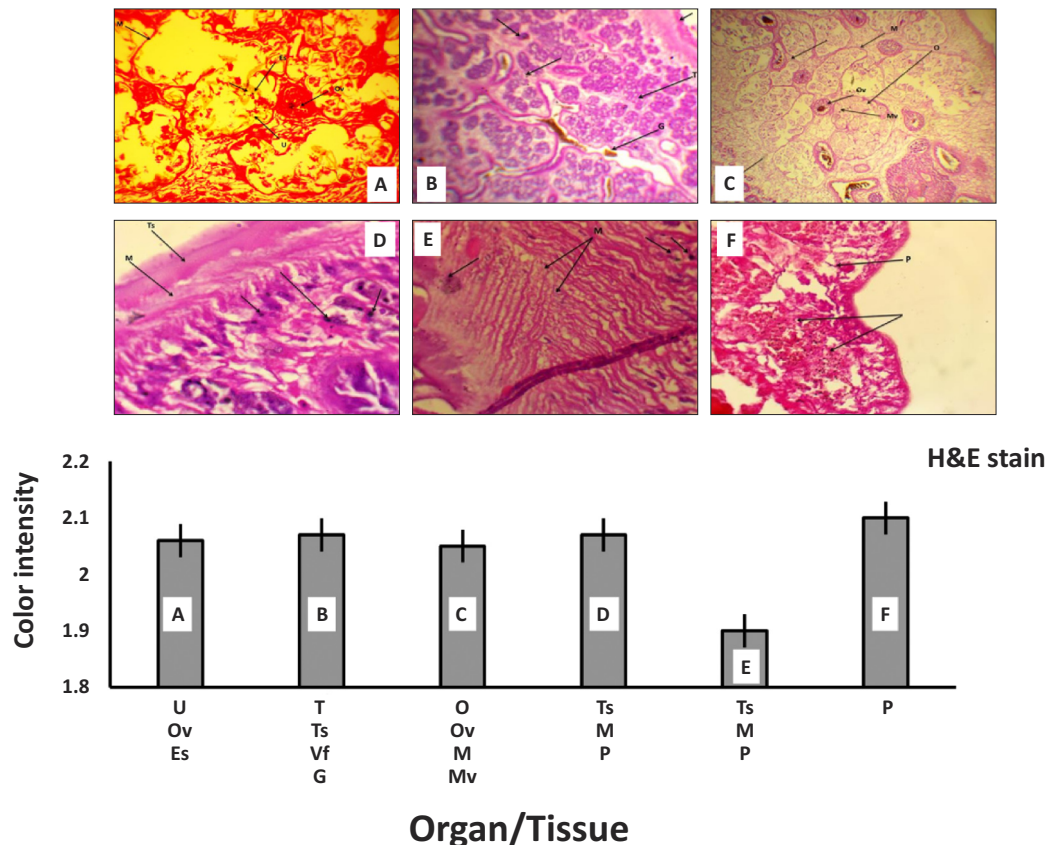 M
Es
Ov
U
A
T
G
B
M
O
Ov
Mv
C
Ts
M
D
M
E
P
F
H&E stain
Color intensity
2.2
2.1
2
1.9
1.8
A
B
C
D
E
F
U T O Ts Ts P
Ov Ts Ov M M
Es Vf M P P
G Mv
Organ/Tissue